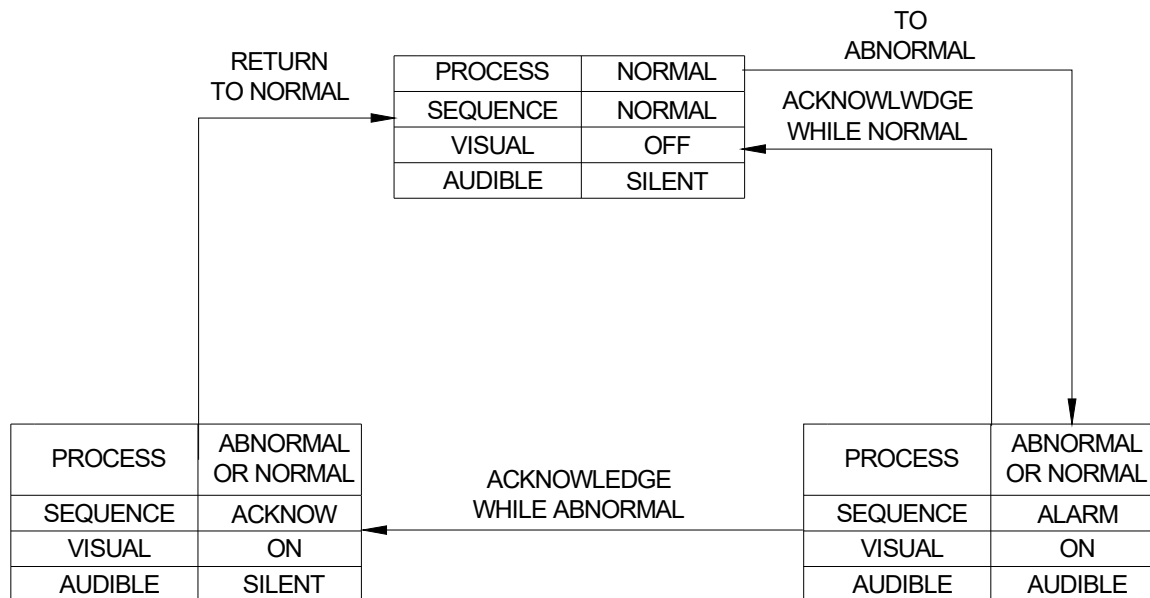 TO
ABNORMAL
RETURN
TO NORMAL
PROCESS NORMAL
SEQUENCE NORMAL
VISUAL OFF
AUDIBLE SILENT
ACKNOWLWDGE
WHILE NORMAL
PROCESS ABNORMAL
OR NORMAL
SEQUENCE ACKNOW
VISUAL ON
AUDIBLE SILENT
ACKNOWLEDGE
WHILE ABNORMAL
PROCESS ABNORMAL
OR NORMAL
SEQUENCE ALARM
VISUAL ON
AUDIBLE AUDIBLE